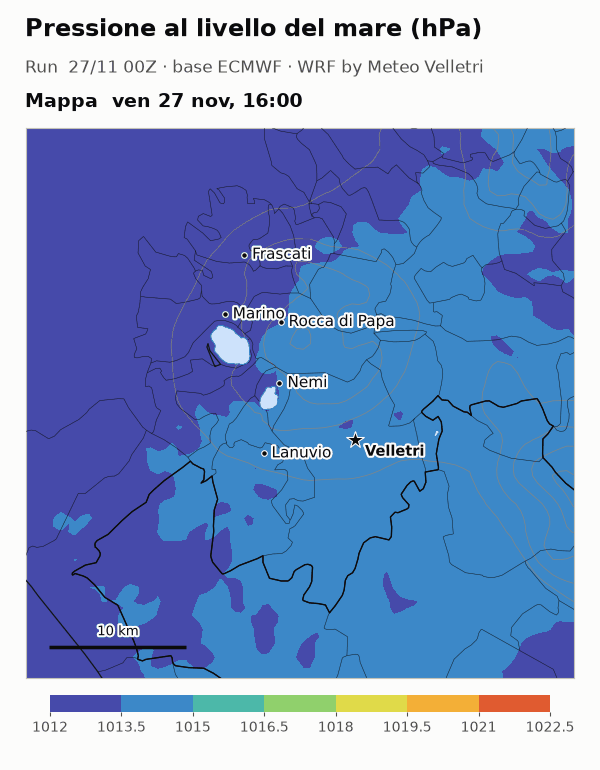 Pressione al livello del mare (hPa)
Run  27/11 00Z · base ECMWF · WRF by Meteo Velletri
Mappa  ven 27 nov, 16:00
Frascati
Marino
Rocca di Papa
Nemi
Velletri
Lanuvio
10 km
1012 1013.5 1015 1016.5 1018 1019.5 1021 1022.5